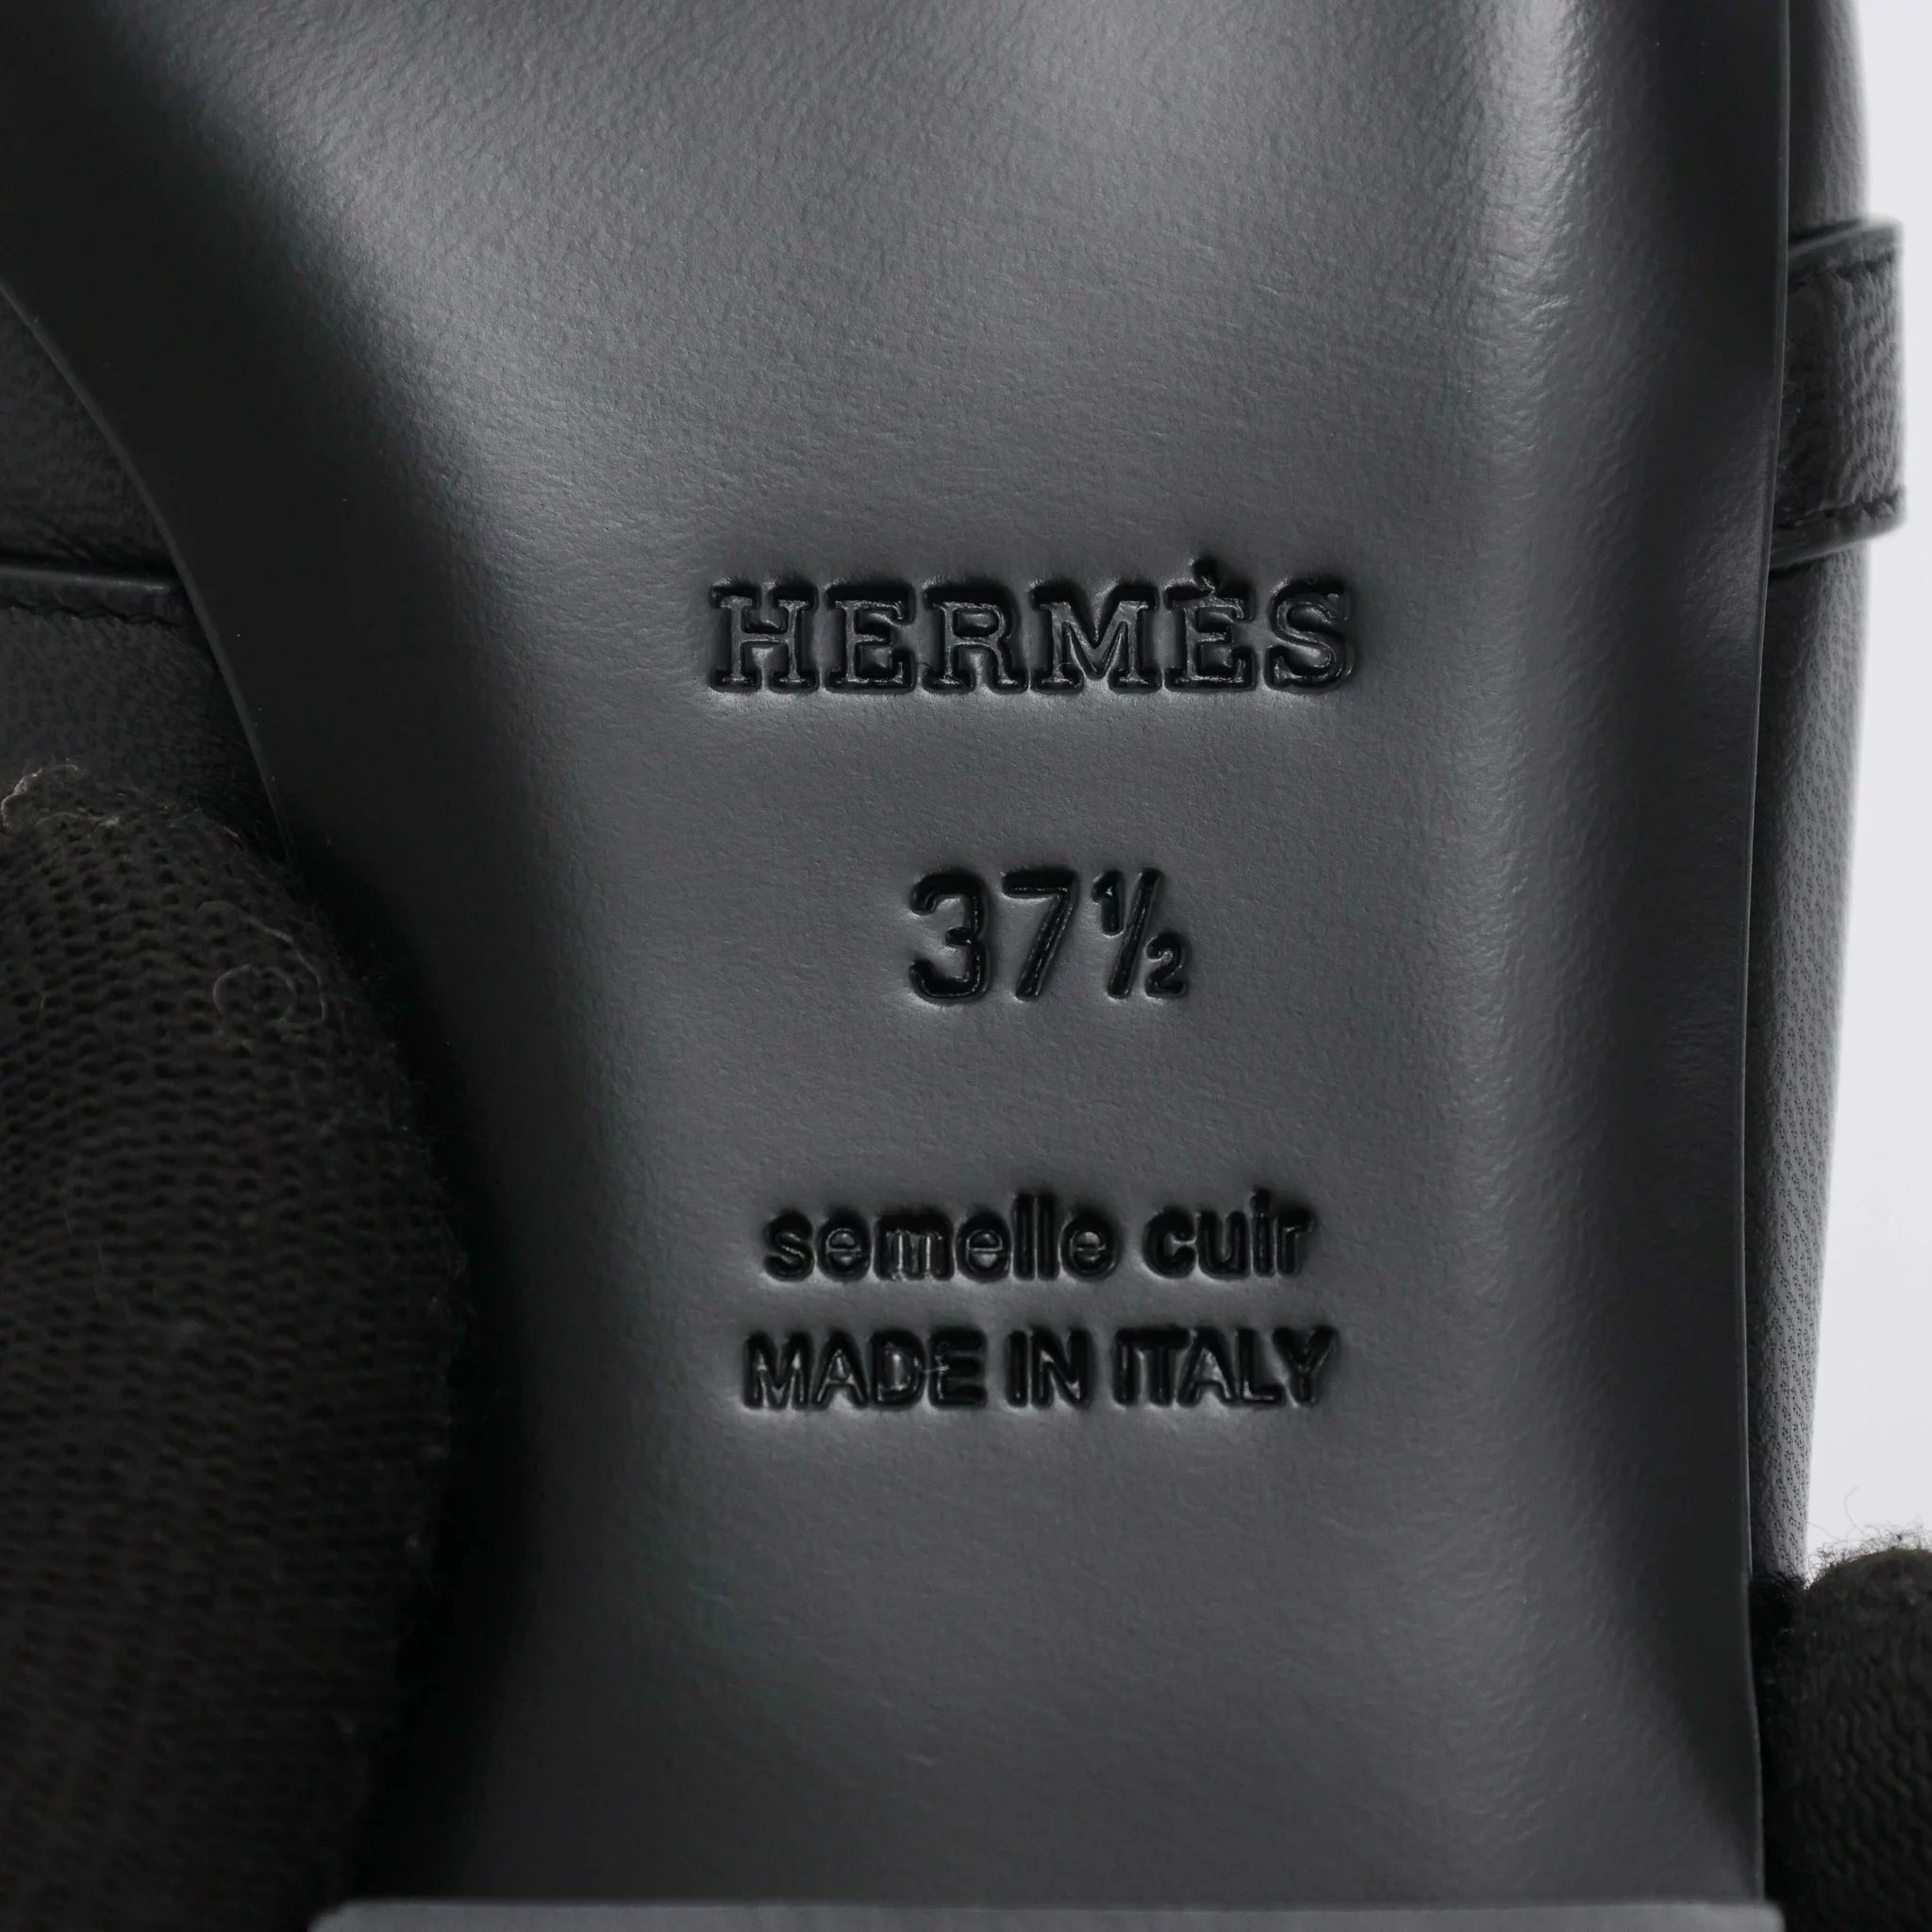 HERMÈS
37½
semelle cuir
MADE IN ITALY